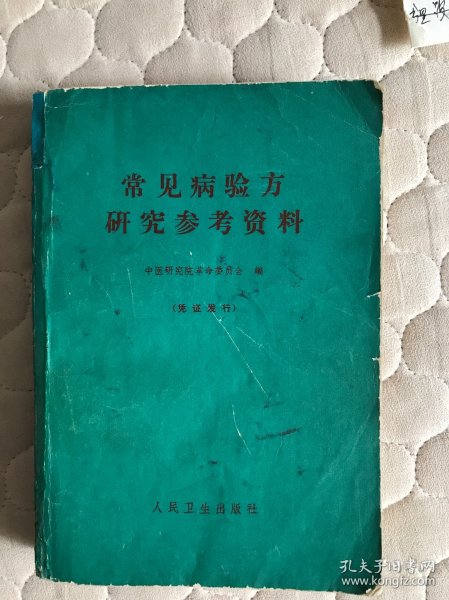 常见病验方
研究参考资料
中医研究院革命委员会 编
(凭证发行)
人民卫生出版社
孔夫子旧书网
www.kongfz.com